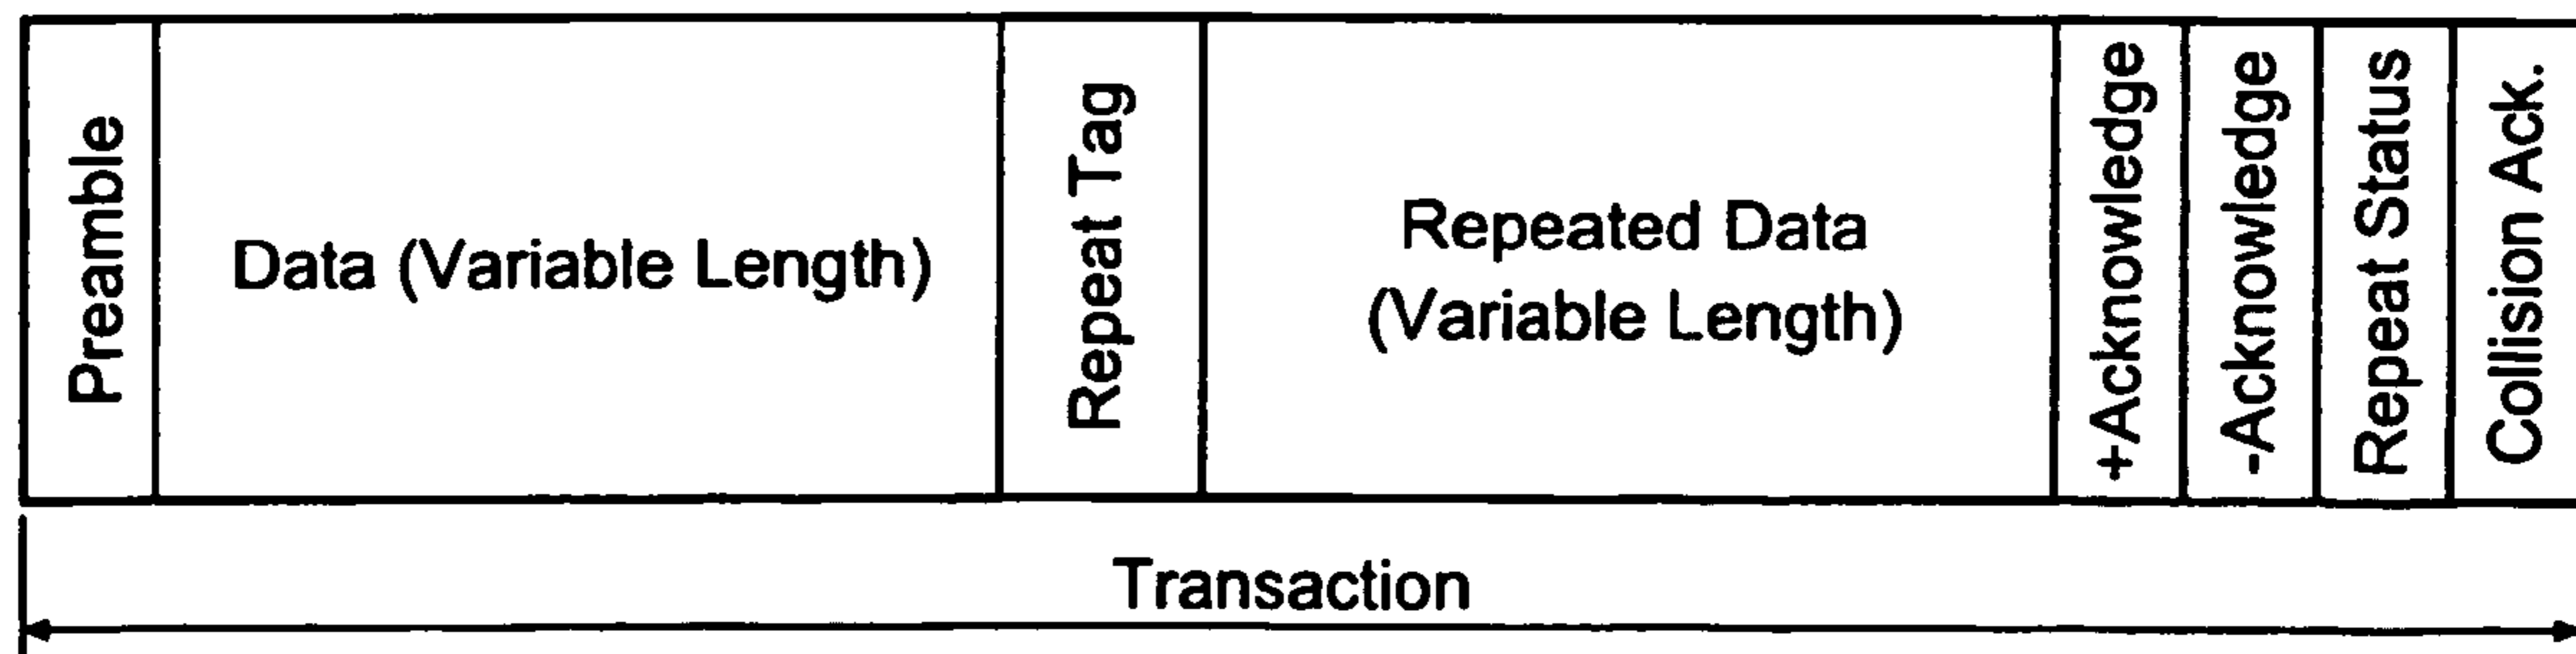 Preamble
Data (Variable Length)
Repeat Tag
Repeated Data
(Variable Length)
+Acknowledge
-Acknowledge
Repeat Status
Collision Ack.
Transaction